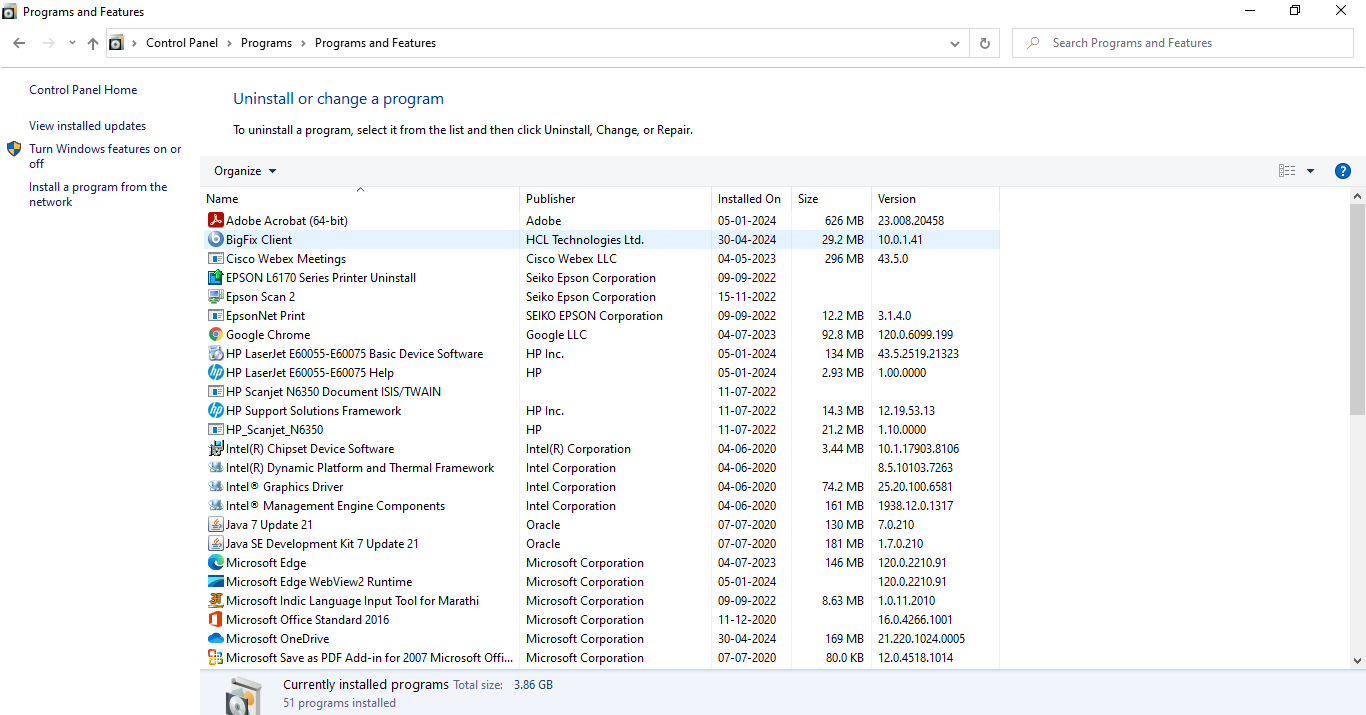 Programs and Features
Control Panel > Programs > Programs and Features
Search Programs and Features
Control Panel Home
View installed updates
Turn Windows features on or
off
Install a program from the
network
Uninstall or change a program
To uninstall a program, select it from the list and then click Uninstall, Change, or Repair.
Organize
Name Publisher Installed On Size Version
Adobe Acrobat (64-bit) Adobe 05-01-2024 626 MB 23.008.20458
BigFix Client HCL Technologies Ltd. 30-04-2024 29.2 MB 10.0.1.41
Cisco Webex Meetings Cisco Webex LLC 04-05-2023 296 MB 43.5.0
EPSON L6170 Series Printer Uninstall Seiko Epson Corporation 09-09-2022
Epson Scan 2 Seiko Epson Corporation 15-11-2022
EpsonNet Print SEIKO EPSON Corporation 09-09-2022 12.2 MB 3.1.4.0
Google Chrome Google LLC 04-07-2023 92.8 MB 120.0.6099.199
HP LaserJet E60055-E60075 Basic Device Software HP Inc. 05-01-2024 134 MB 43.5.2519.21323
HP LaserJet E60055-E60075 Help HP 05-01-2024 2.93 MB 1.00.0000
HP Scanjet N6350 Document ISIS/TWAIN 11-07-2022
HP Support Solutions Framework HP Inc. 11-07-2022 14.3 MB 12.19.53.13
HP_Scanjet_N6350 HP 11-07-2022 21.2 MB 1.10.0000
Intel(R) Chipset Device Software Intel(R) Corporation 04-06-2020 3.44 MB 10.1.17903.8106
Intel(R) Dynamic Platform and Thermal Framework Intel Corporation 04-06-2020 8.5.10103.7263
Intel® Graphics Driver Intel Corporation 04-06-2020 74.2 MB 25.20.100.6581
Intel® Management Engine Components Intel Corporation 04-06-2020 161 MB 1938.12.0.1317
Java 7 Update 21 Oracle 07-07-2020 130 MB 7.0.210
Java SE Development Kit 7 Update 21 Oracle 07-07-2020 181 MB 1.7.0.210
Microsoft Edge Microsoft Corporation 04-07-2023 146 MB 120.0.2210.91
Microsoft Edge WebView2 Runtime Microsoft Corporation 05-01-2024 120.0.2210.91
Microsoft Indic Language Input Tool for Marathi Microsoft Corporation 09-09-2022 8.63 MB 1.0.11.2010
Microsoft Office Standard 2016 Microsoft Corporation 11-12-2020 16.0.4266.1001
Microsoft OneDrive Microsoft Corporation 30-04-2024 169 MB 21.220.1024.0005
Microsoft Save as PDF Add-in for 2007 Microsoft Offi... Microsoft Corporation 07-07-2020 80.0 KB 12.0.4518.1014
Currently installed programs Total size: 3.86 GB
51 programs installed